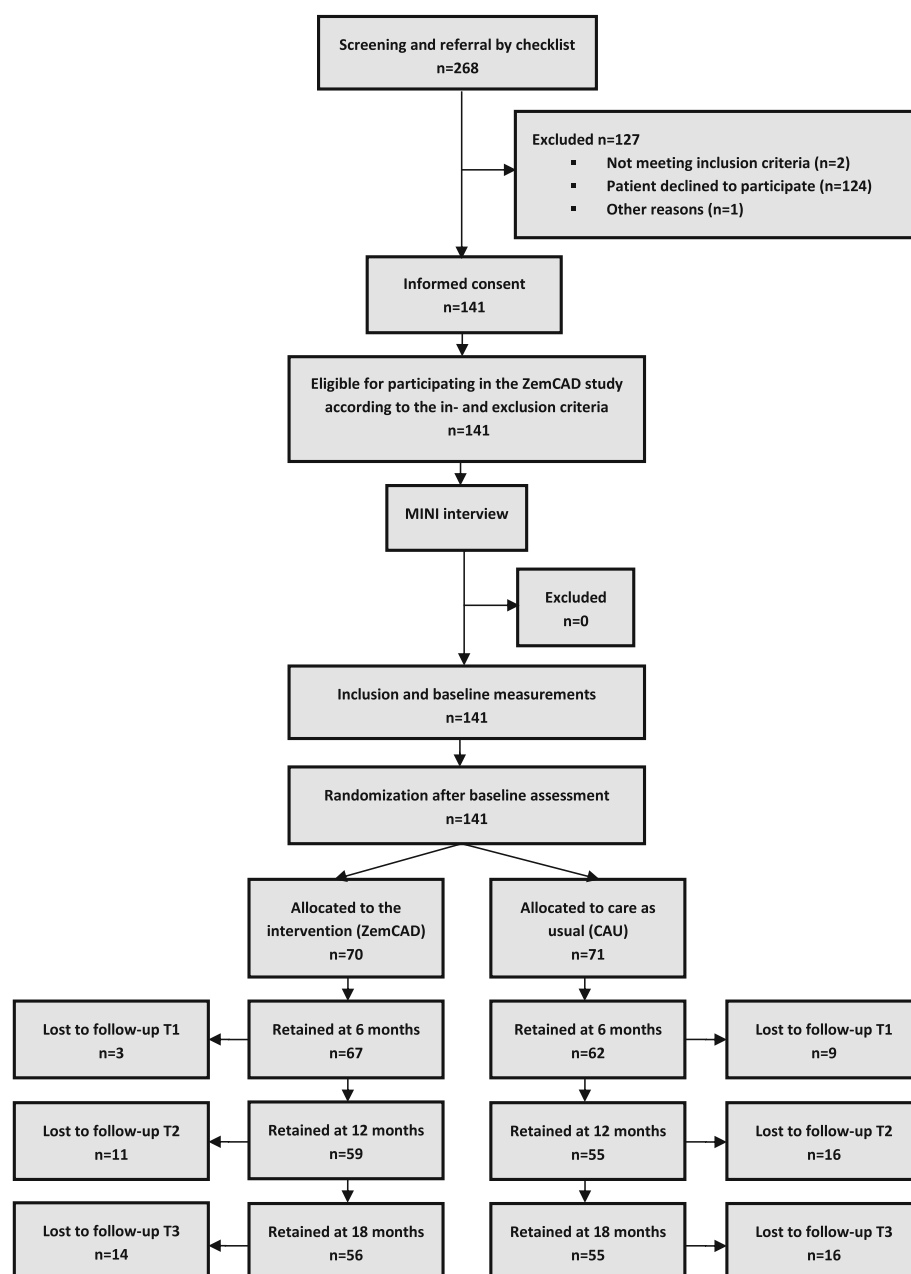 Screening and referral by checklist
n=268
Excluded n=127
▪ Not meeting inclusion criteria (n=2)
▪ Patient declined to participate (n=124)
▪ Other reasons (n=1)
Informed consent
n=141
Eligible for participating in the ZemCAD study
according to the in- and exclusion criteria
n=141
MINI interview
Excluded
n=0
Inclusion and baseline measurements
n=141
Randomization after baseline assessment
n=141
Allocated to the
intervention (ZemCAD)
n=70
Allocated to care as
usual (CAU)
n=71
Lost to follow-up T1
n=3
Retained at 6 months
n=67
Retained at 6 months
n=62
Lost to follow-up T1
n=9
Lost to follow-up T2
n=11
Retained at 12 months
n=59
Retained at 12 months
n=55
Lost to follow-up T2
n=16
Lost to follow-up T3
n=14
Retained at 18 months
n=56
Retained at 18 months
n=55
Lost to follow-up T3
n=16